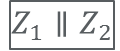 Z₁ ∥ Z₂